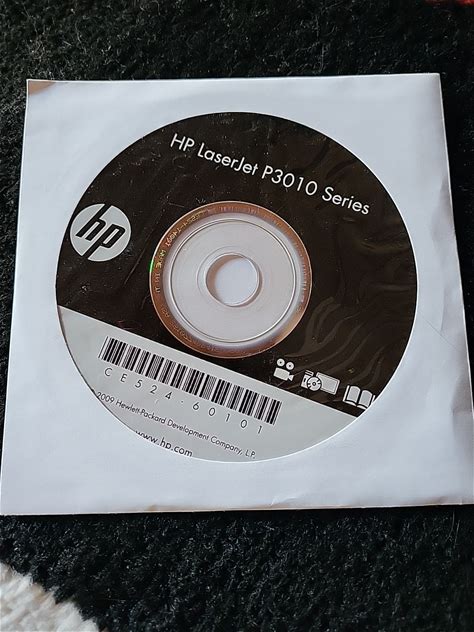 HP LaserJet P3010 Series
hp
CE524-60101
2009 Hewlett-Packard Development Company, L.P.
www.hp.com